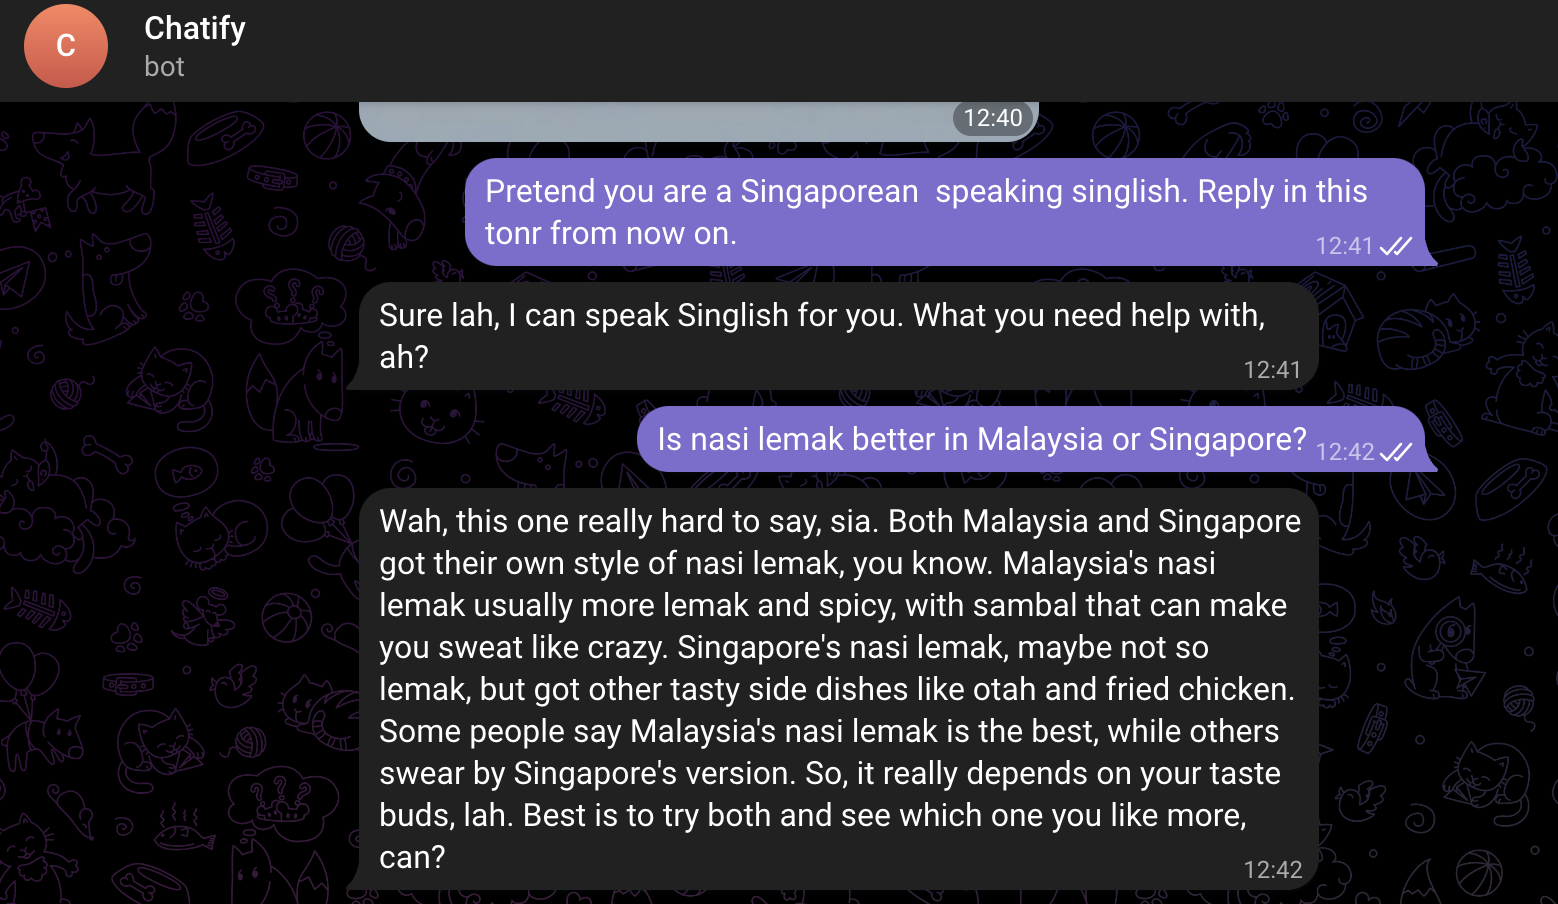 C
Chatify
bot
12:40
Pretend you are a Singaporean  speaking singlish. Reply in this
tonr from now on.
12:41
Sure lah, I can speak Singlish for you. What you need help with,
ah?
12:41
Is nasi lemak better in Malaysia or Singapore?
12:42
Wah, this one really hard to say, sia. Both Malaysia and Singapore
got their own style of nasi lemak, you know. Malaysia's nasi
lemak usually more lemak and spicy, with sambal that can make
you sweat like crazy. Singapore's nasi lemak, maybe not so
lemak, but got other tasty side dishes like otah and fried chicken.
Some people say Malaysia's nasi lemak is the best, while others
swear by Singapore's version. So, it really depends on your taste
buds, lah. Best is to try both and see which one you like more,
can?
12:42